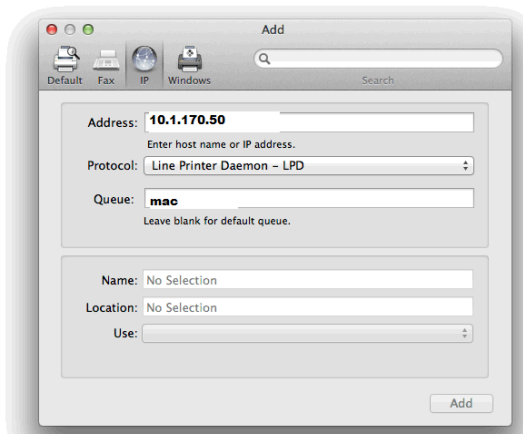 Add
Default Fax IP Windows
Search
Address: 10.1.170.50
Enter host name or IP address.
Protocol: Line Printer Daemon – LPD
Queue: mac
Leave blank for default queue.
Name: No Selection
Location: No Selection
Use:
Add